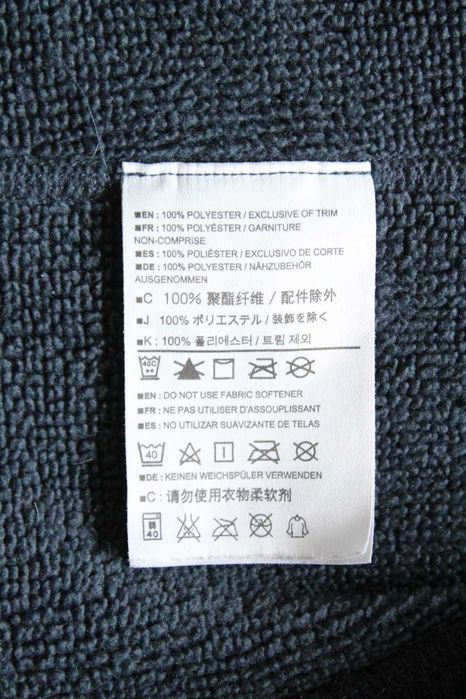 ■EN : 100% POLYESTER / EXCLUSIVE OF TRIM
■FR : 100% POLYESTER / GARNITURE
NON-COMPRISE
■ES : 100% POLIÉSTER / EXCLUSIVO DE CORTE
■DE : 100% POLYESTER / NÄHZUBEHÖR
AUSGENOMMEN
■C 100% 聚酯纤维 / 配件除外
■J 100% ポリエステル / 装飾を除く
■K : 100% 폴리에스터 / 트림 제외
40C
■EN : DO NOT USE FABRIC SOFTENER
■FR : NE PAS UTILISER D'ASSOUPLISSANT
■ES : NO UTILIZAR SUAVIZANTE DE TELAS
40
■DE : KEINEN WEICHSPÜLER VERWENDEN
■C : 请勿使用衣物柔软剂
40